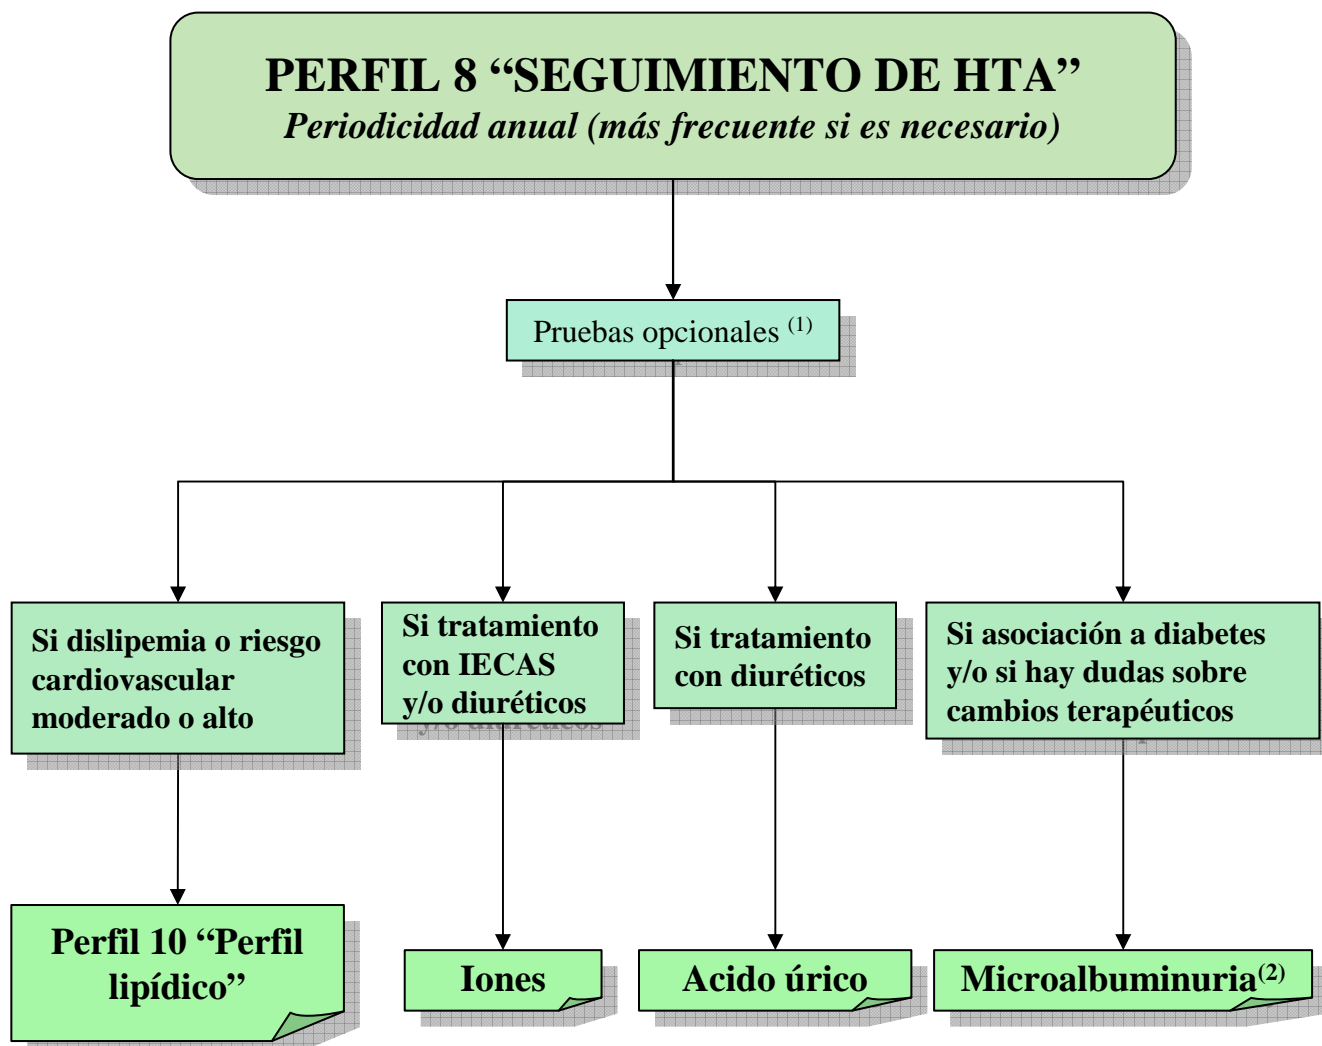 PERFIL 8 “SEGUIMIENTO DE HTA”
Periodicidad anual (más frecuente si es necesario)
Pruebas opcionales (1)
Si dislipemia o riesgo
cardiovascular
moderado o alto
Si tratamiento
con IECAS
y/o diuréticos
Si tratamiento
con diuréticos
Si asociación a diabetes
y/o si hay dudas sobre
cambios terapéuticos
Perfil 10 “Perfil
lipídico”
Iones
Acido úrico
Microalbuminuria(2)